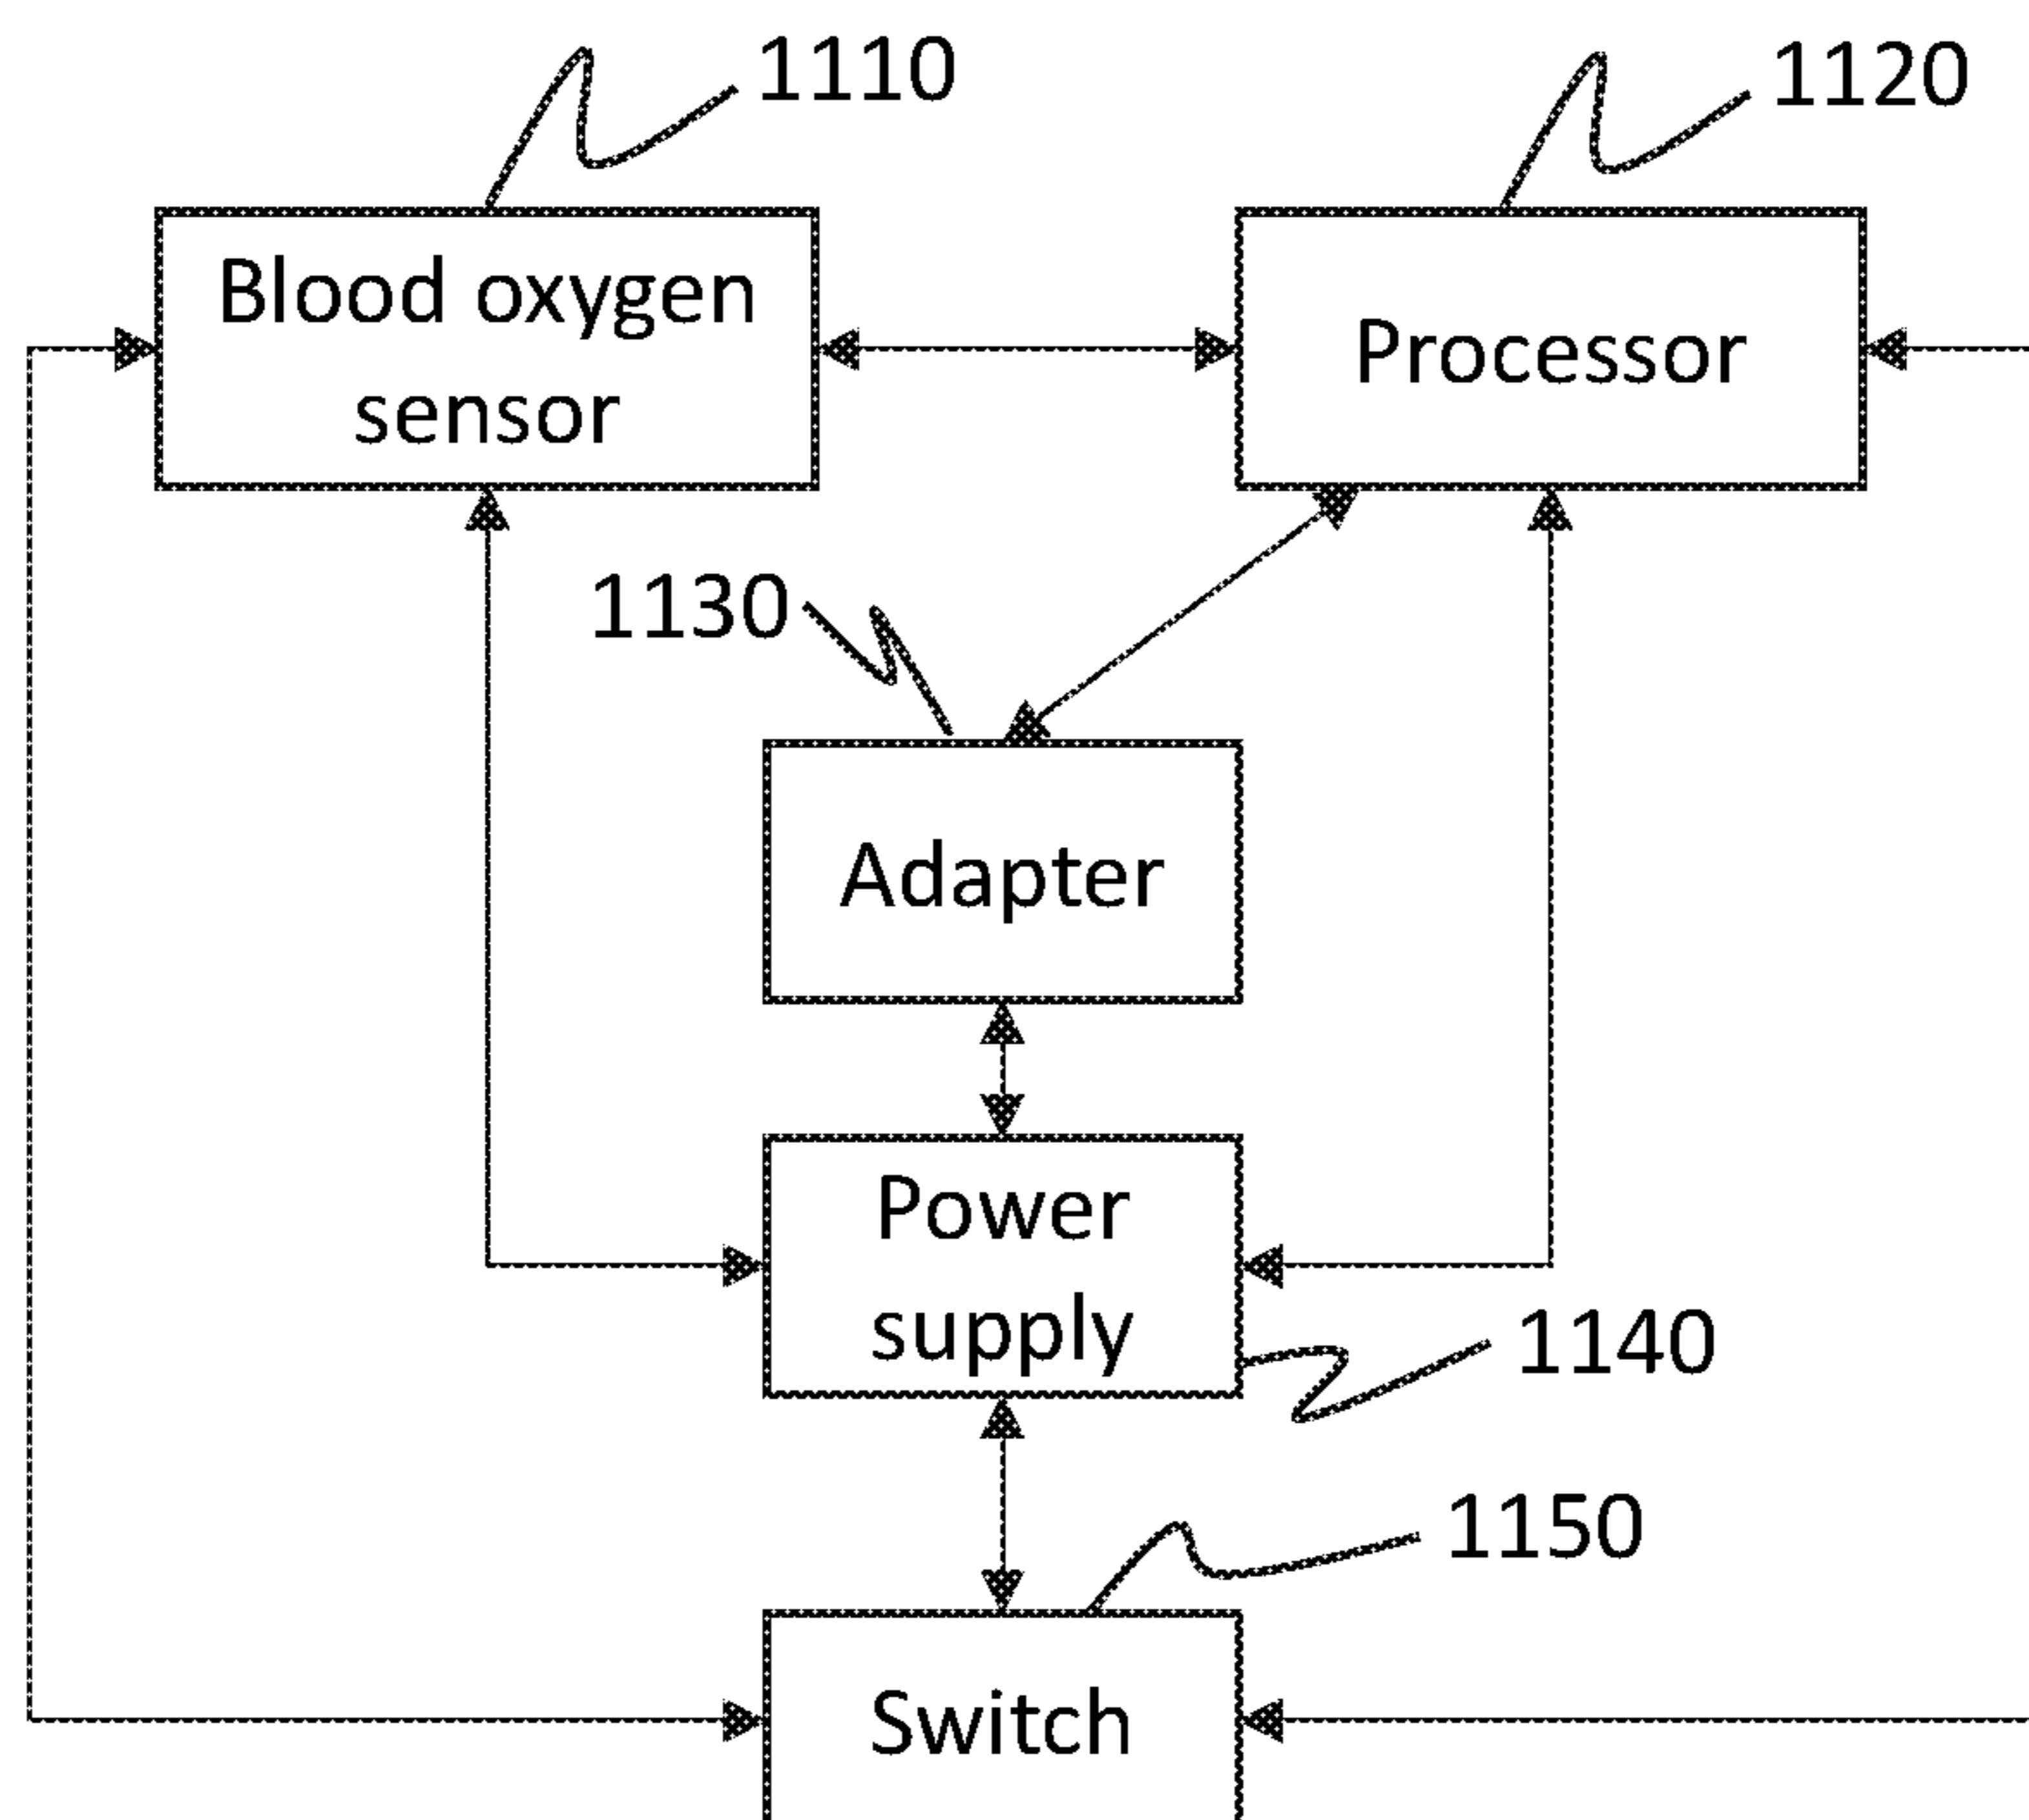 1110
1120
Blood oxygen
sensor
Processor
1130
Adapter
Power
supply
1140
1150
Switch